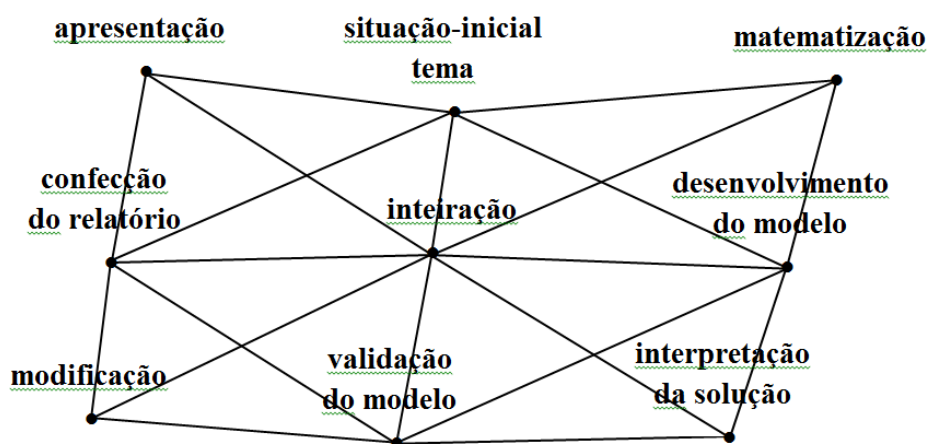 apresentação
situação-inicial
tema
matematização
confecção
do relatório
inteiração
desenvolvimento
do modelo
modificação
validação
do modelo
interpretação
da solução